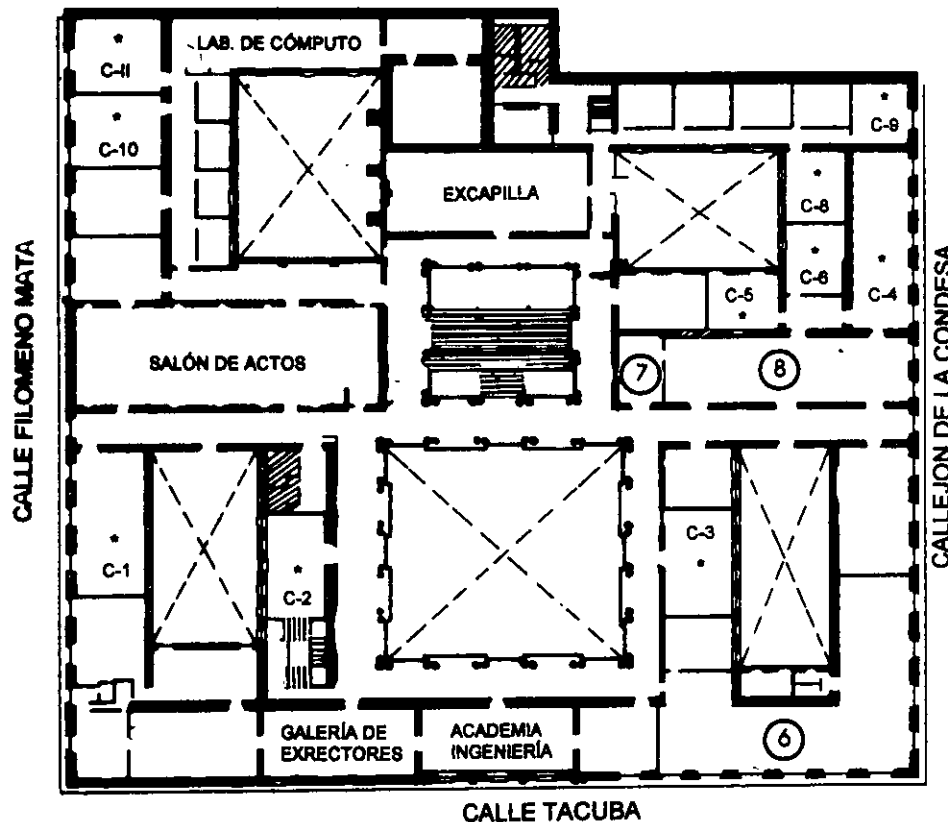 LAB. DE CÓMPUTO
C-11
C-10
C-9
EXCAPILLA
C-8
C-6
C-5
C-4
SALÓN DE ACTOS
7
8
CALLE FILOMENO MATA
CALLEJON DE LA CONDESA
C-1
C-2
C-3
GALERÍA DE
EXRECTORES
ACADEMIA
INGENIERÍA
6
CALLE TACUBA